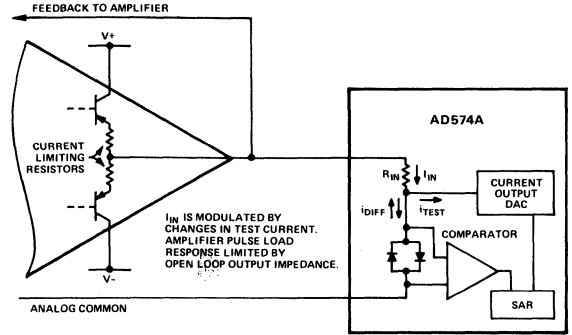 FEEDBACK TO AMPLIFIER
V+
CURRENT
LIMITING
RESISTORS
V–
IIN IS MODULATED BY
CHANGES IN TEST CURRENT.
AMPLIFIER PULSE LOAD
RESPONSE LIMITED BY
OPEN LOOP OUTPUT IMPEDANCE.
ANALOG COMMON
AD574A
RIN
IIN
iDIFF
iTEST
CURRENT
OUTPUT
DAC
COMPARATOR
SAR